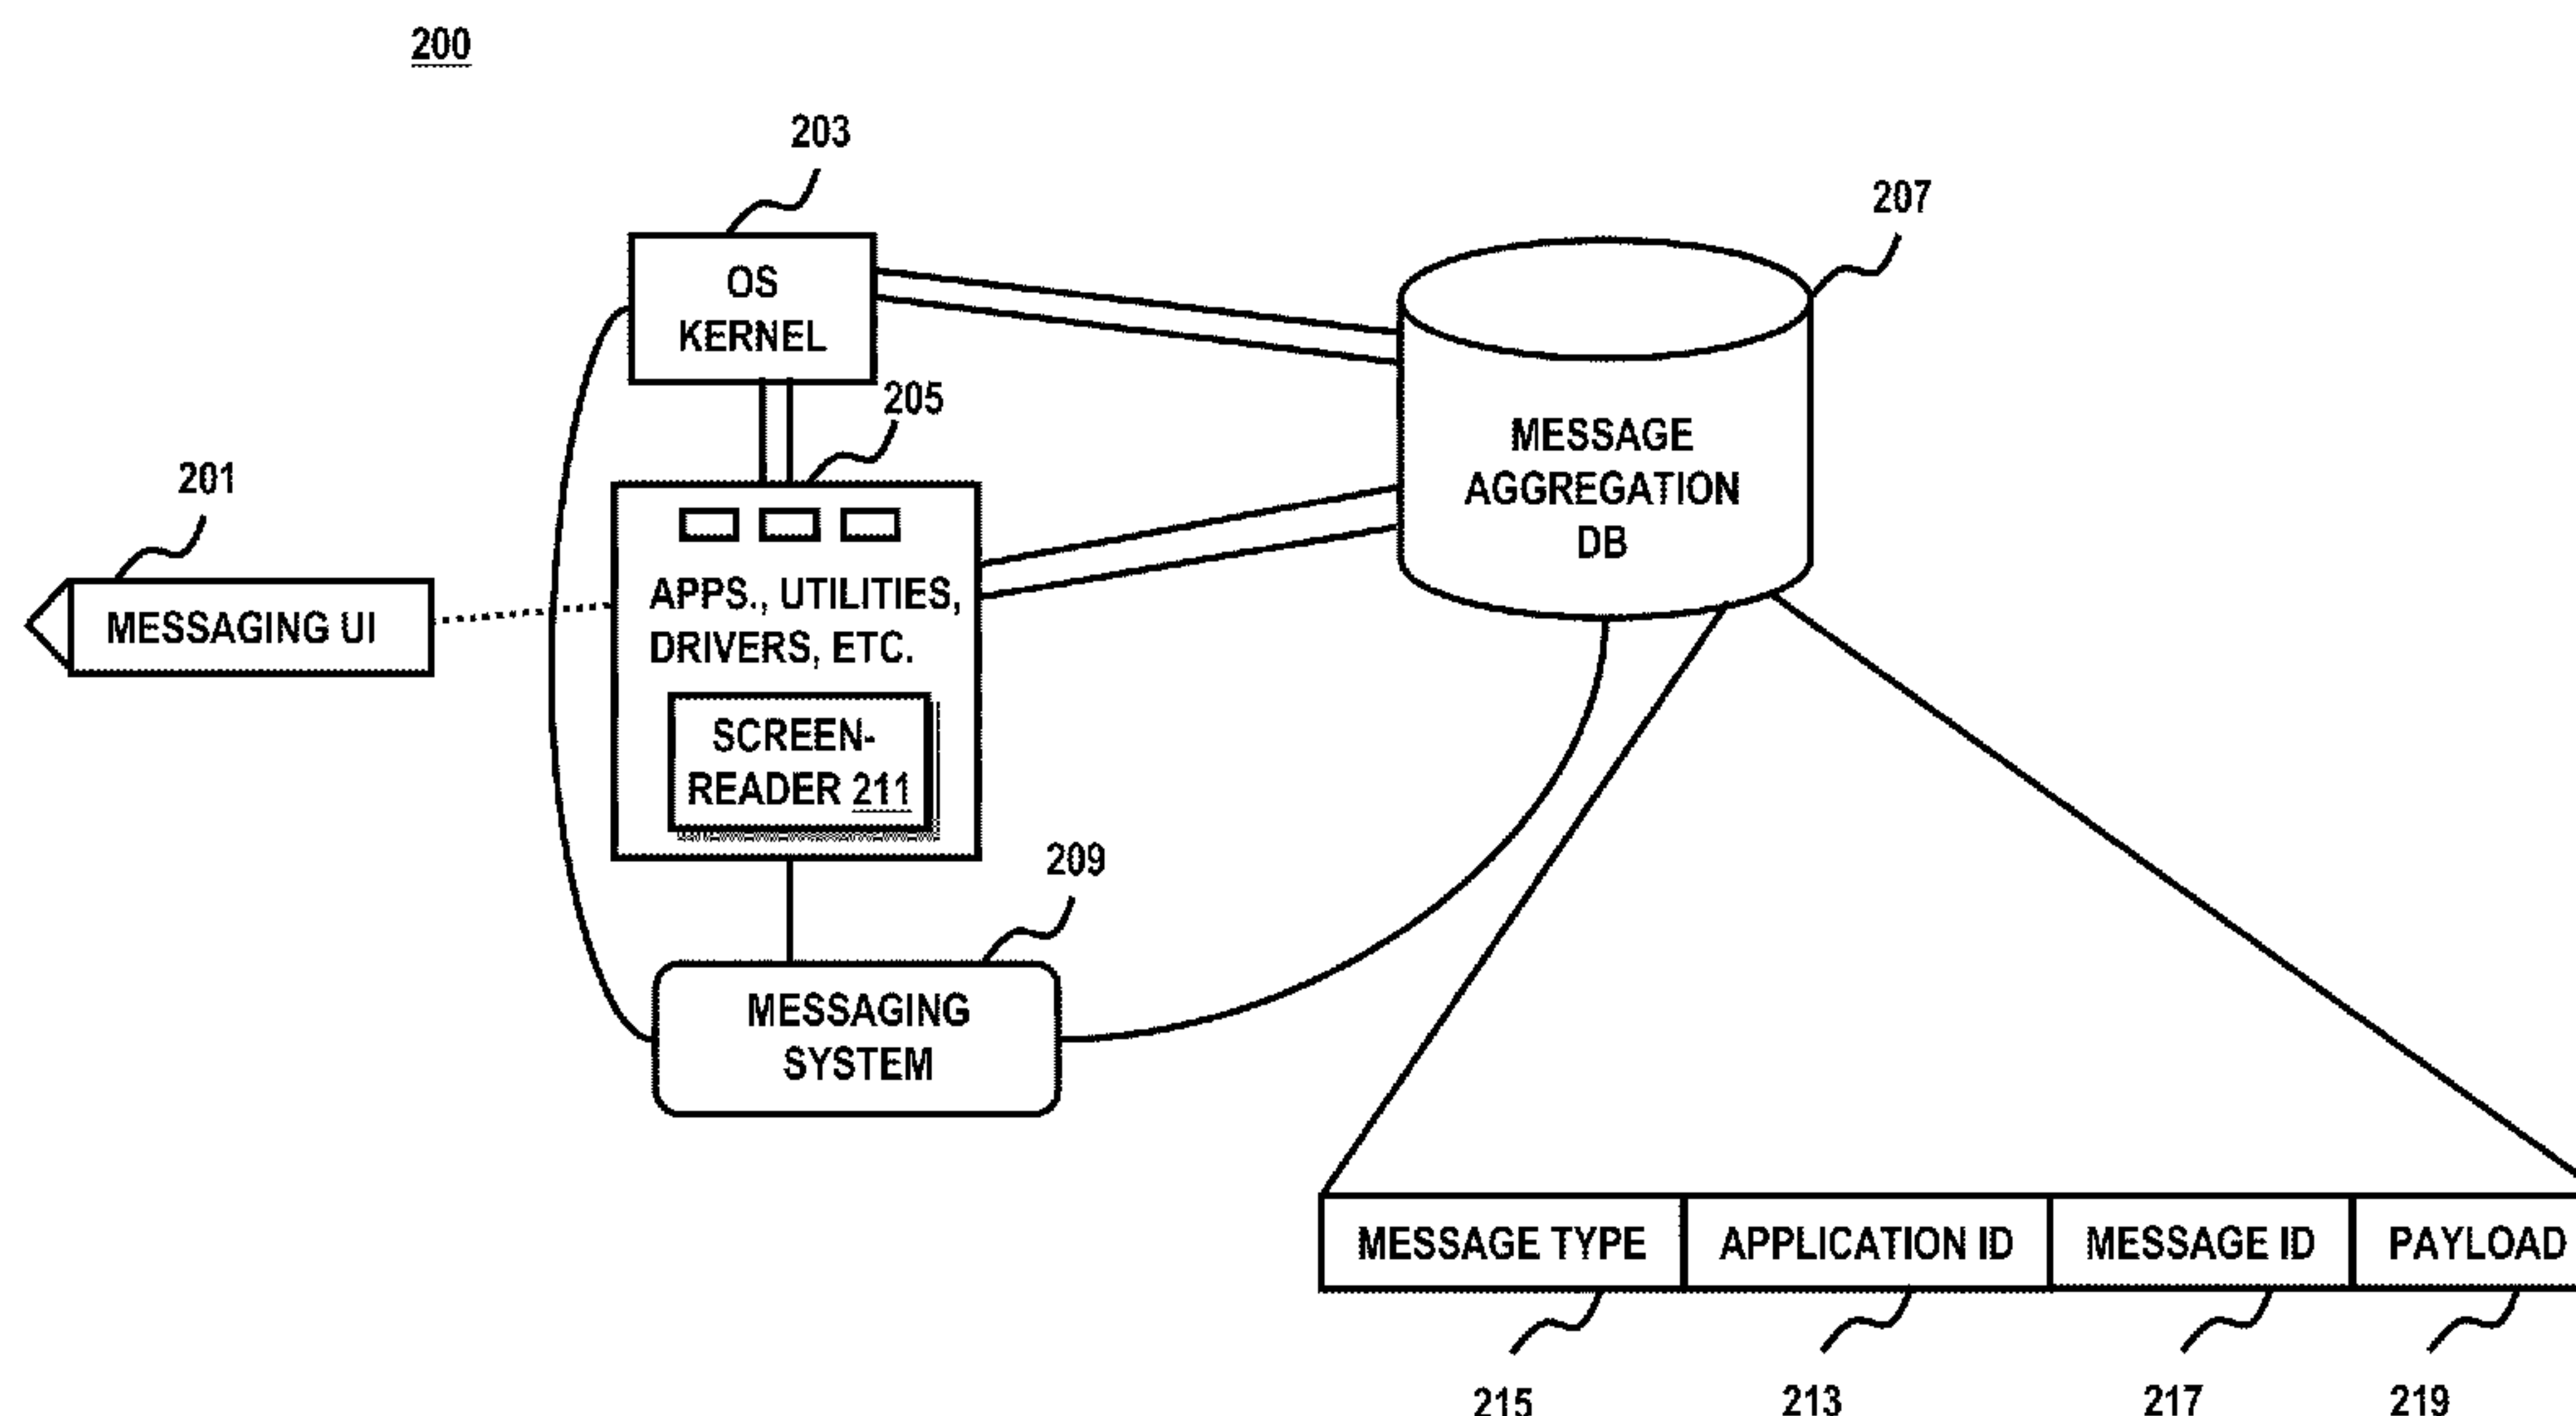 200
203
207
OS
KERNEL
205
MESSAGE
AGGREGATION
DB
201
MESSAGING UI
APPS., UTILITIES,
DRIVERS, ETC.
SCREEN-
READER 211
209
MESSAGING
SYSTEM
MESSAGE TYPE
APPLICATION ID
MESSAGE ID
PAYLOAD
215
213
217
219